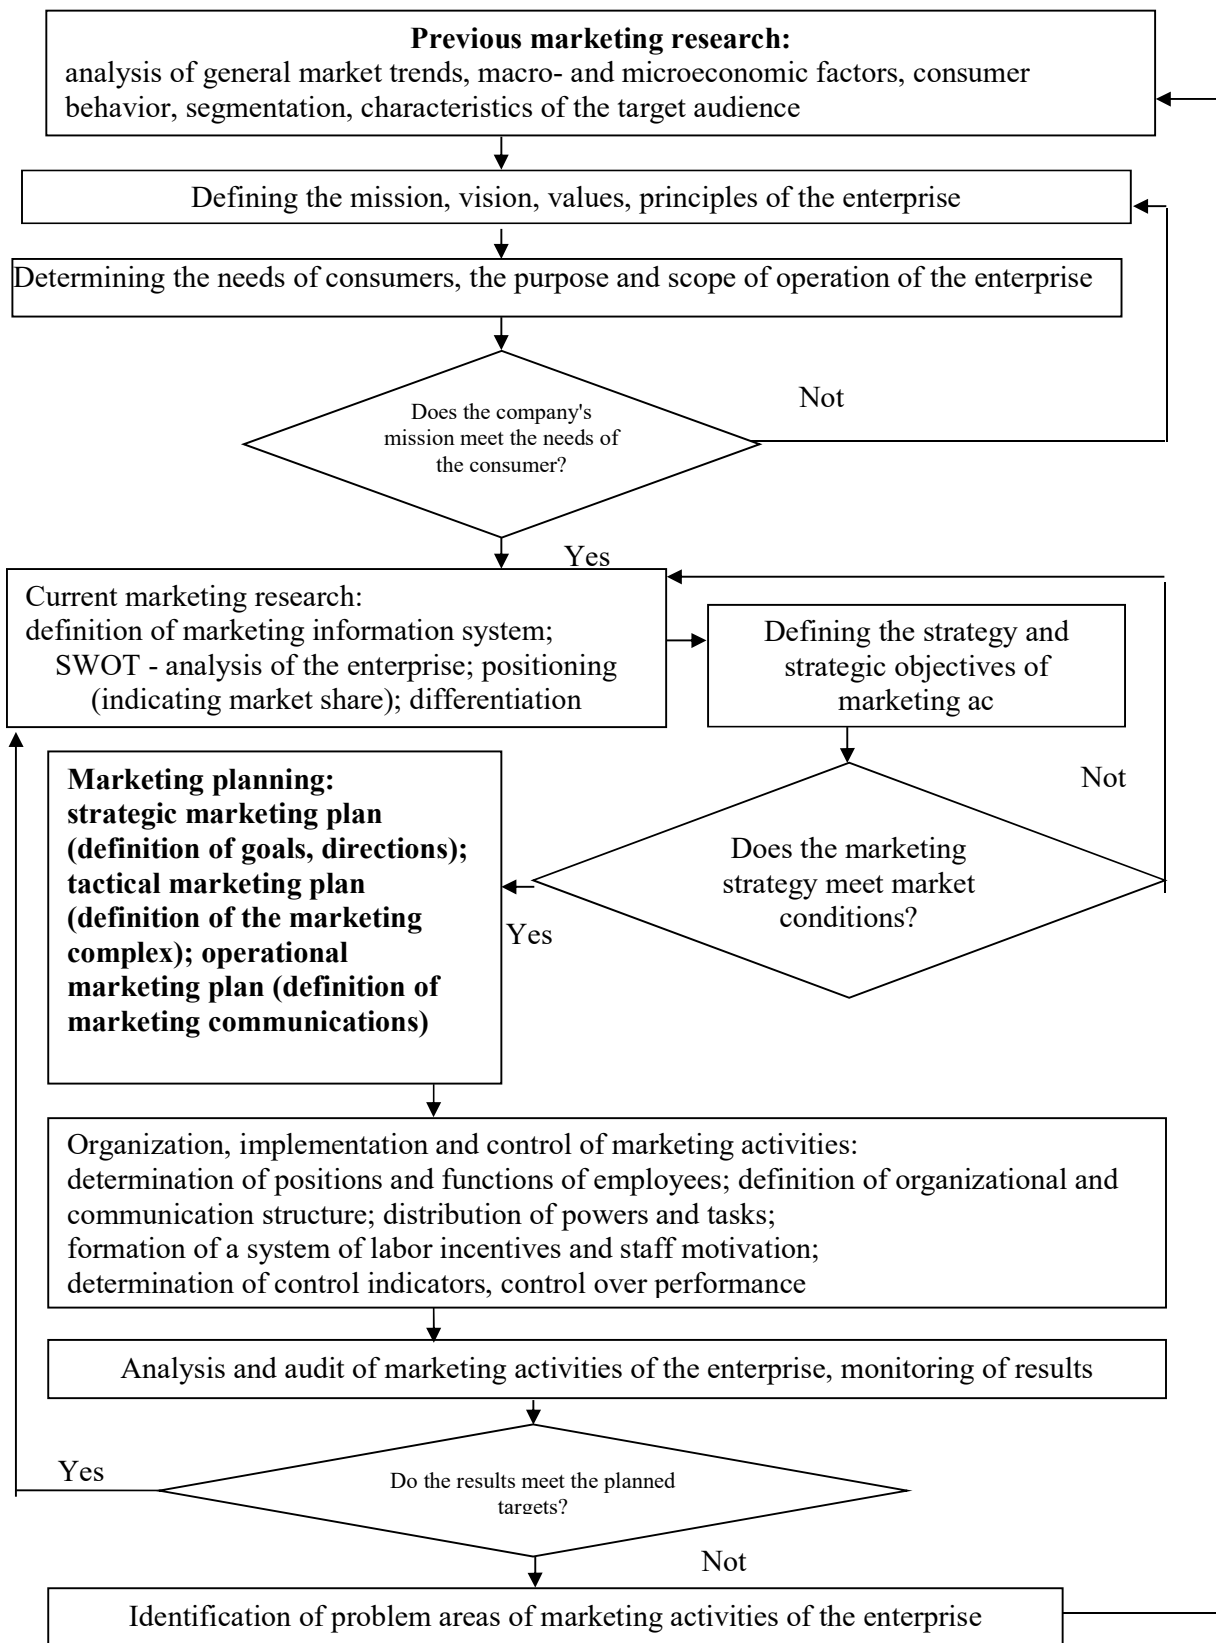 Previous marketing research:
analysis of general market trends, macro- and microeconomic factors, consumer
behavior, segmentation, characteristics of the target audience
Defining the mission, vision, values, principles of the enterprise
Determining the needs of consumers, the purpose and scope of operation of the enterprise
Not
Does the company's
mission meet the needs of
the consumer?
Yes
Current marketing research:
definition of marketing information system;
SWOT - analysis of the enterprise; positioning
(indicating market share); differentiation
Defining the strategy and
strategic objectives of
marketing ac
Not
Does the marketing
strategy meet market
conditions?
Yes
Marketing planning:
strategic marketing plan
(definition of goals, directions);
tactical marketing plan
(definition of the marketing
complex); operational
marketing plan (definition of
marketing communications)
Organization, implementation and control of marketing activities:
determination of positions and functions of employees; definition of organizational and
communication structure; distribution of powers and tasks;
formation of a system of labor incentives and staff motivation;
determination of control indicators, control over performance
Analysis and audit of marketing activities of the enterprise, monitoring of results
Yes
Do the results meet the planned
targets?
Not
Identification of problem areas of marketing activities of the enterprise